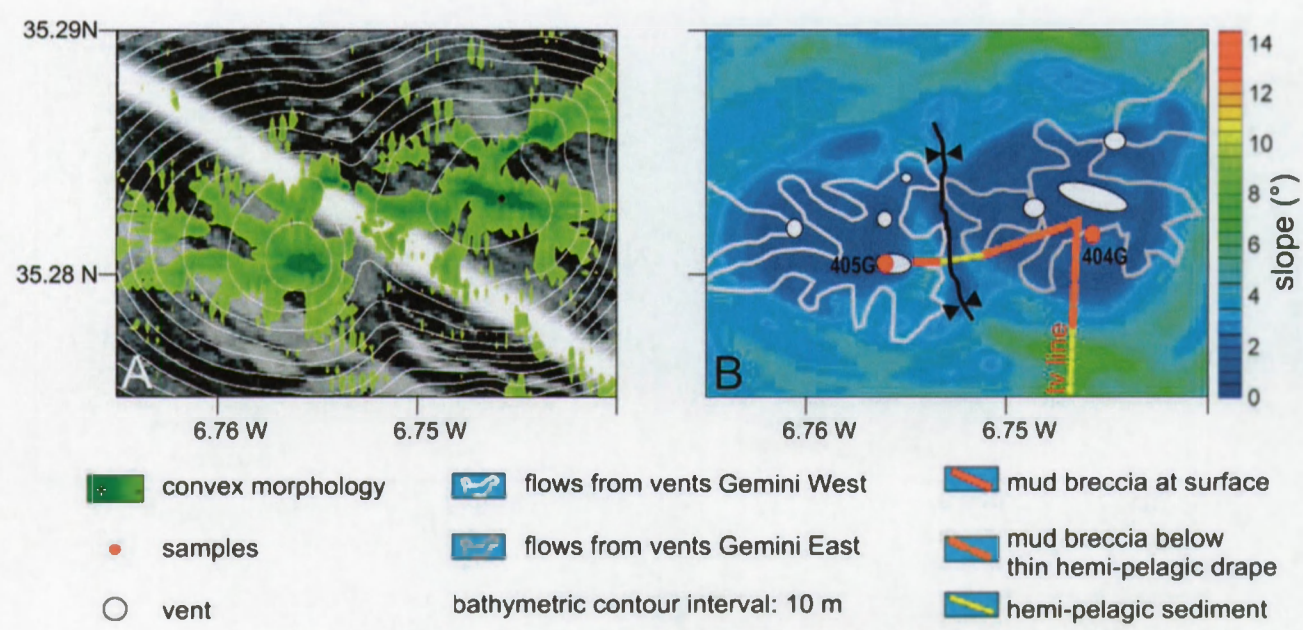 35.29N
35.28 N
A
6.76 W
6.75 W
405G
404G
tv line
B
6.76 W
6.75 W
14
12
10
8
6
4
2
0
slope (°)
convex morphology
samples
vent
flows from vents Gemini West
flows from vents Gemini East
bathymetric contour interval: 10 m
mud breccia at surface
mud breccia below
thin hemi-pelagic drape
hemi-pelagic sediment